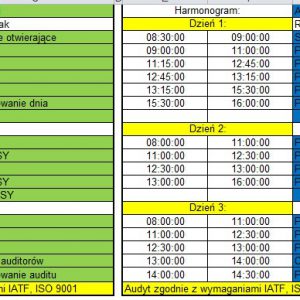 Harmonogram:
ak Dzień 1: R
e otwierające 08:30:00 09:00:00
09:00:00 11:00:00
11:15:00 12:45:00
12:45:00 13:15:00
13:15:00 15:30:00
wanie dnia 15:30:00 16:00:00
Dzień 2:
08:00:00 11:00:00
SY 11:00:00 12:30:00
12:30:00 13:00:00
SY 13:00:00 16:00:00
SY
Dzień 3:
08:00:00 11:00:00
11:00:00 12:30:00
12:30:00 13:00:00
auditorów 13:00:00 14:00:00
wanie auditu 14:00:00 14:30:00
mi IATF, ISO 9001 Audyt zgodnie z wymaganiami IATF, IS